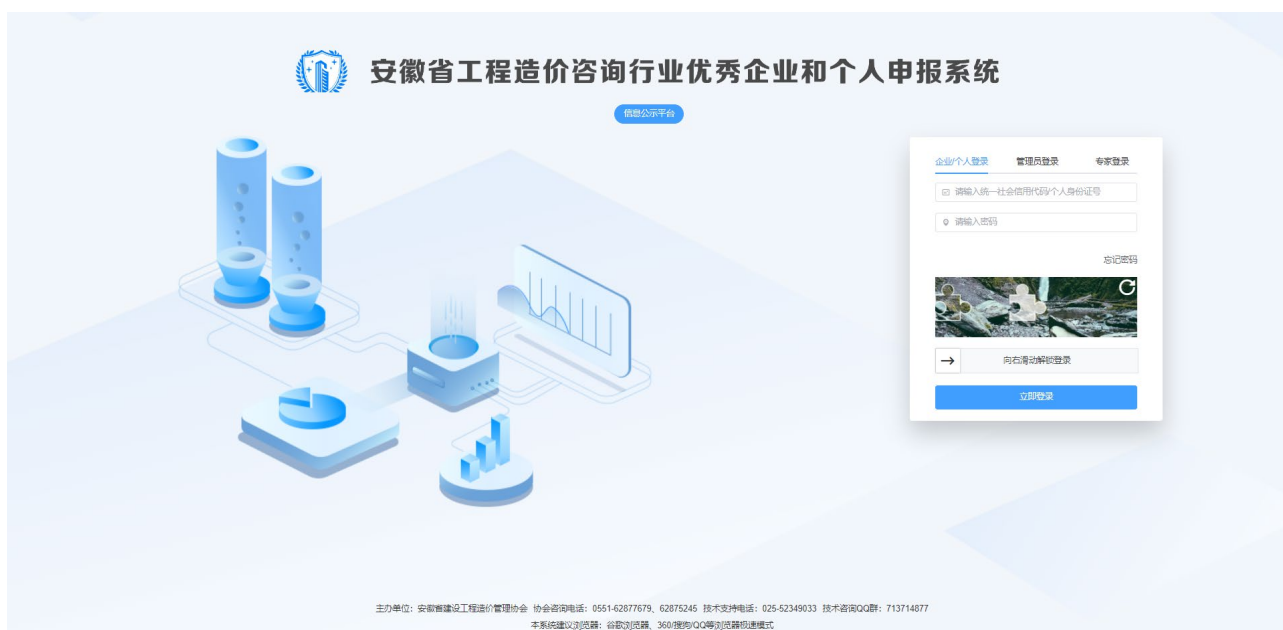 安徽省工程造价咨询行业优秀企业和个人申报系统
信息公示平台
企业/个人登录 管理员登录 专家登录
请输入统一社会信用代码/个人身份证号
请输入密码
忘记密码
向右滑动解锁登录
立即登录
主办单位：安徽省建设工程造价管理协会 协会咨询电话：0551-62877679、62875245 技术支持电话：025-52349033 技术咨询QQ群：713714877
本系统建议浏览器：谷歌浏览器、360/搜狗/QQ等浏览器极速模式